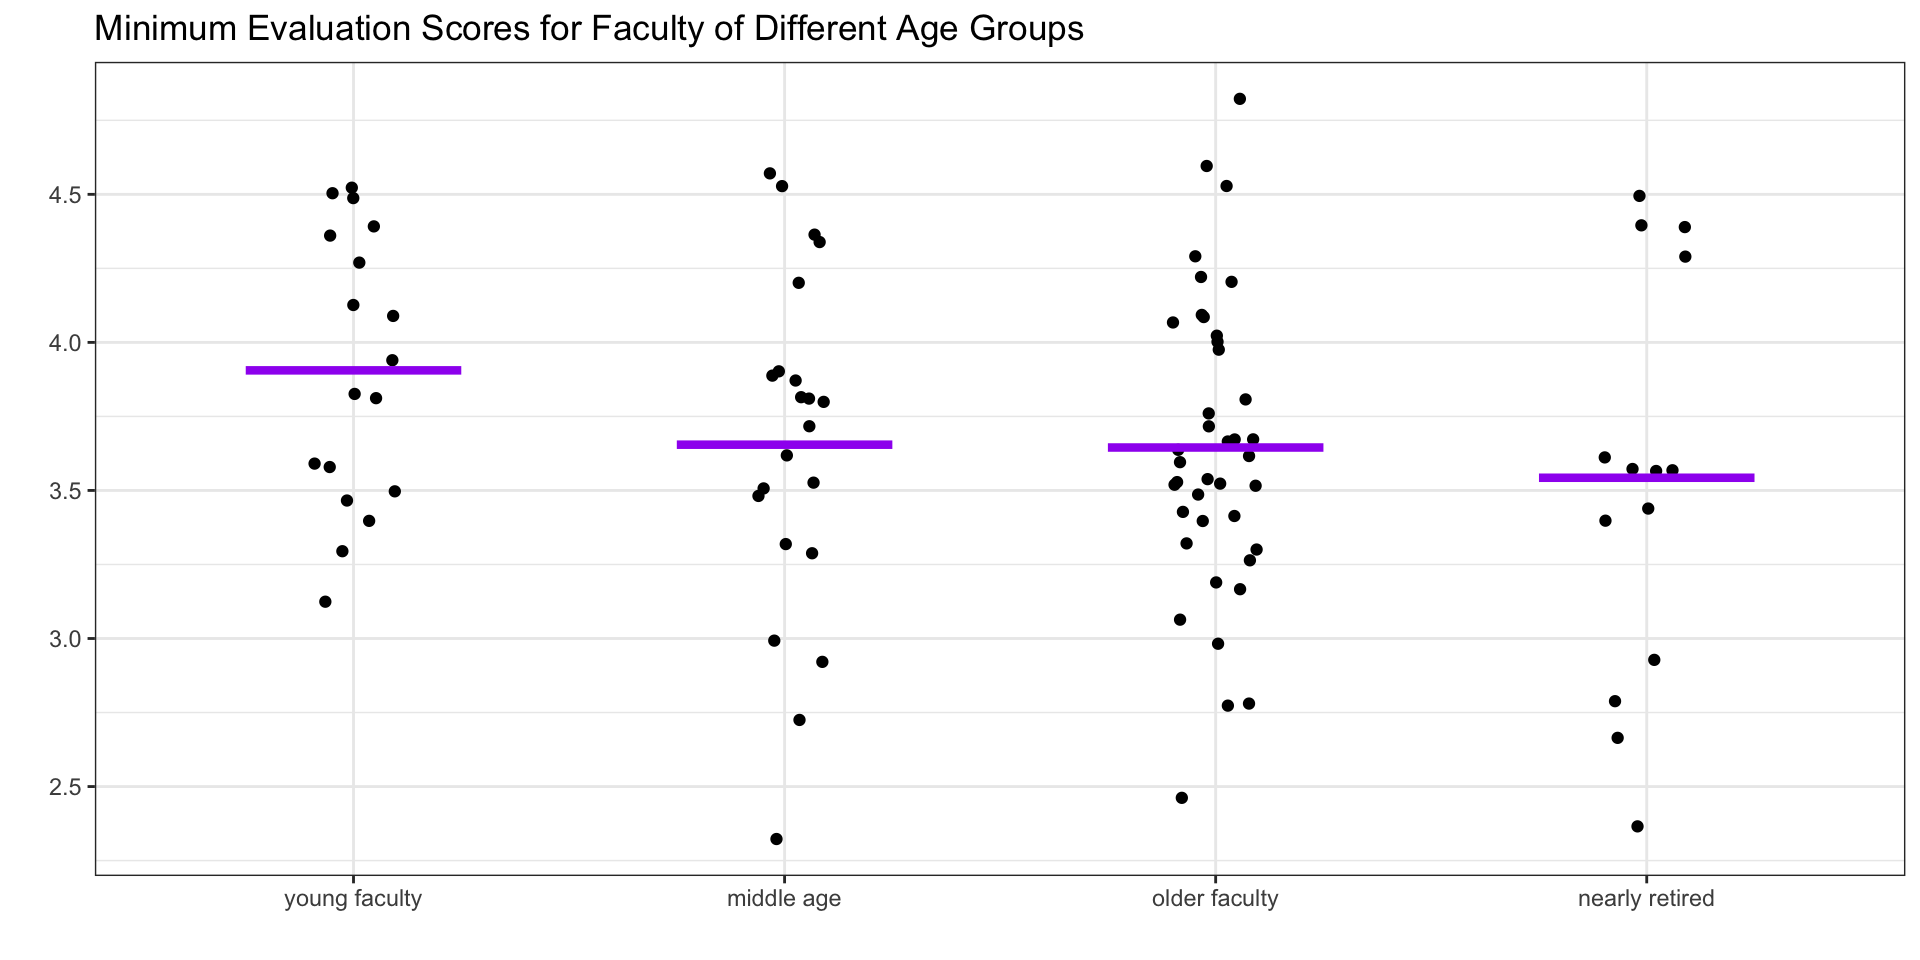 Minimum Evaluation Scores for Faculty of Different Age Groups
4.5
4.0
3.5
3.0
2.5
young faculty middle age older faculty nearly retired